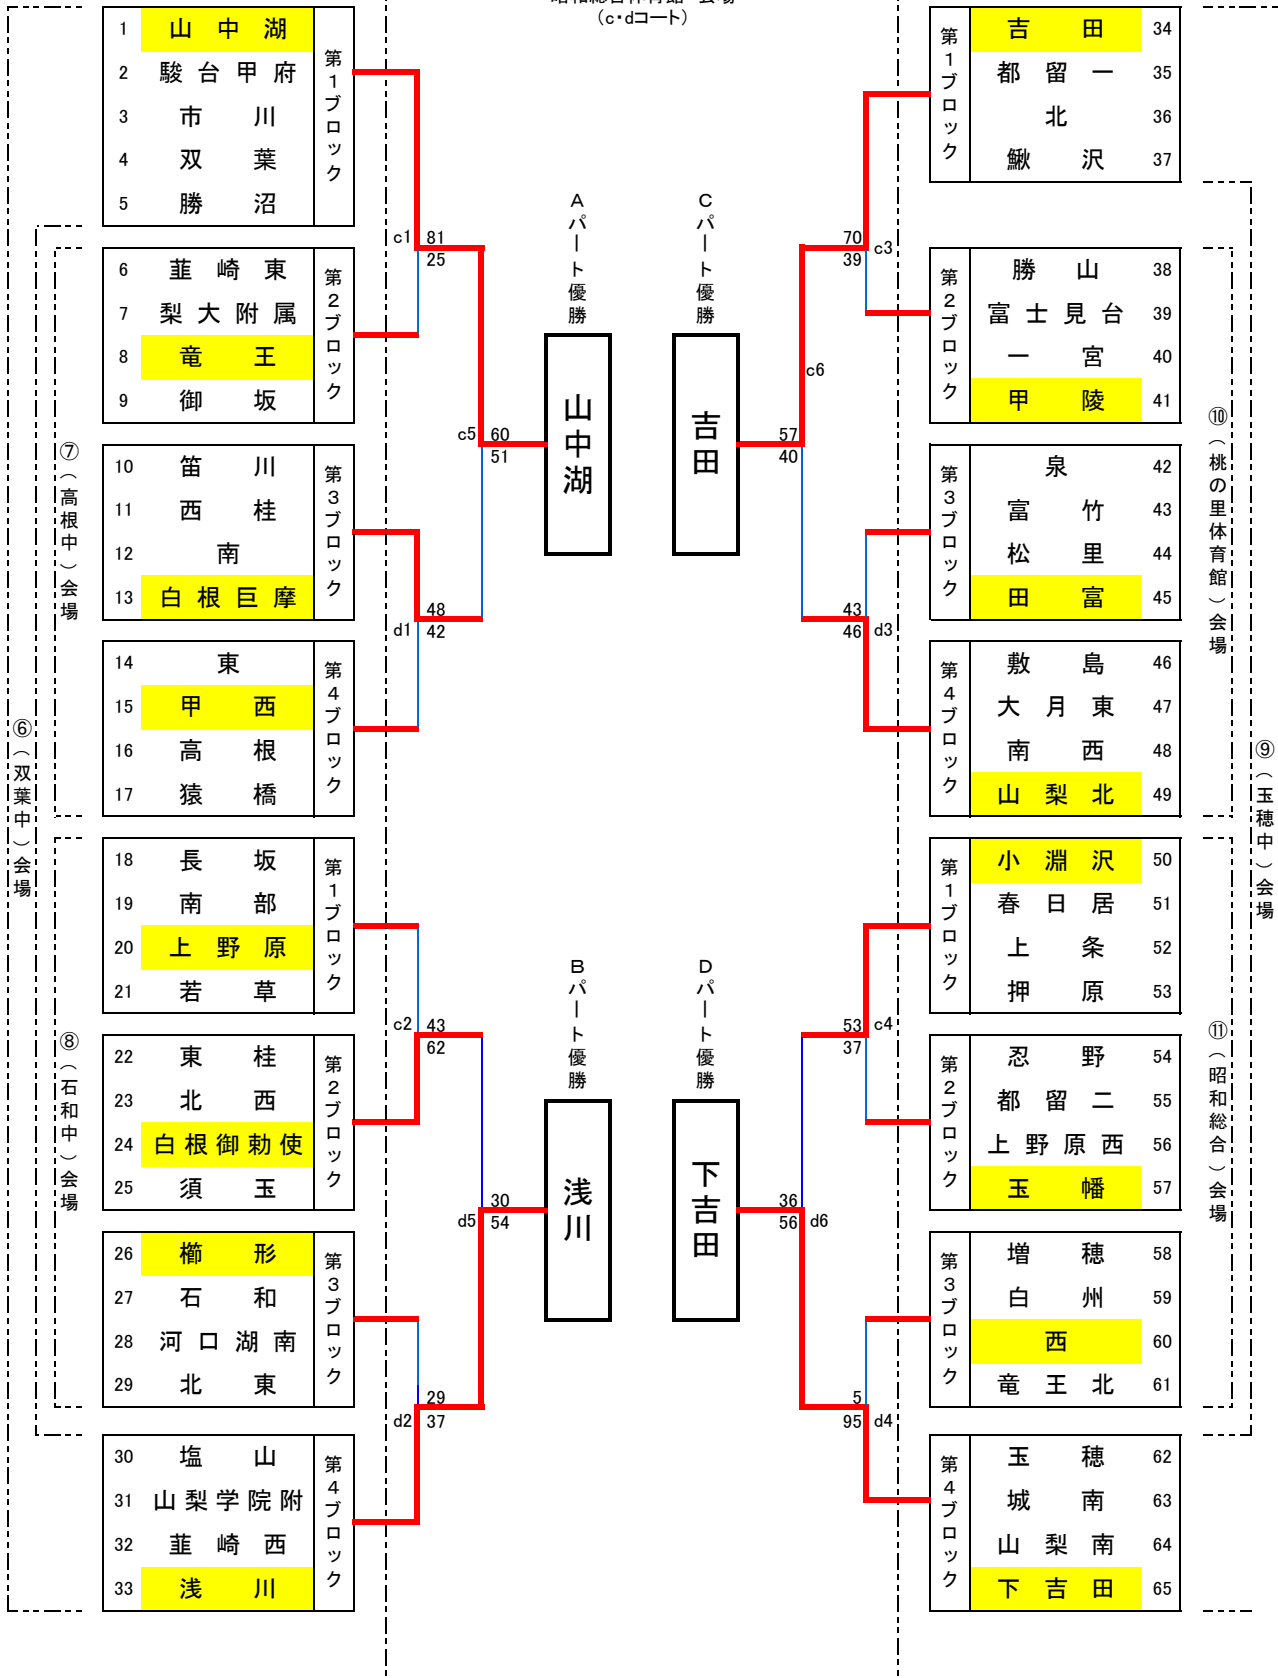 (c・dコート)
1 山中湖
2 駿台甲府
3 市川
4 双葉
5 勝沼
第1ブロック
6 韮崎東
7 梨大附属
8 竜王
9 御坂
第2ブロック
10 笛川
11 西桂
12 南
13 白根巨摩
第3ブロック
14 東
15 甲西
16 高根
17 猿橋
第4ブロック
18 長坂
19 南部
20 上野原
21 若草
第1ブロック
22 東桂
23 北西
24 白根御勅使
25 須玉
第2ブロック
26 櫛形
27 石和
28 河口湖南
29 北東
第3ブロック
30 塩山
31 山梨学院附
32 韮崎西
33 浅川
第4ブロック
⑥(双葉中)会場
⑦(高根中)会場
⑧(石和中)会場
c1 81
25
c5 60
51
48
d1 42
c2 43
62
30
d5 54
29
d2 37
Aパート優勝
山中湖
Bパート優勝
浅川
Cパート優勝
吉田
Dパート優勝
下吉田
70
39 c3
c6
57
40
43
46 d3
53 c4
37
36
56 d6
5
95 d4
第1ブロック
吉田 34
都留一 35
北 36
鰍沢 37
第2ブロック
勝山 38
富士見台 39
一宮 40
甲陵 41
第3ブロック
泉 42
富竹 43
松里 44
田富 45
第4ブロック
敷島 46
大月東 47
南西 48
山梨北 49
第1ブロック
小淵沢 50
春日居 51
上条 52
押原 53
第2ブロック
忍野 54
都留二 55
上野原西 56
玉幡 57
第3ブロック
増穂 58
白州 59
西 60
竜王北 61
第4ブロック
玉穂 62
城南 63
山梨南 64
下吉田 65
⑩(桃の里体育館)会場
⑨(玉穂中)会場
⑪(昭和総合)会場